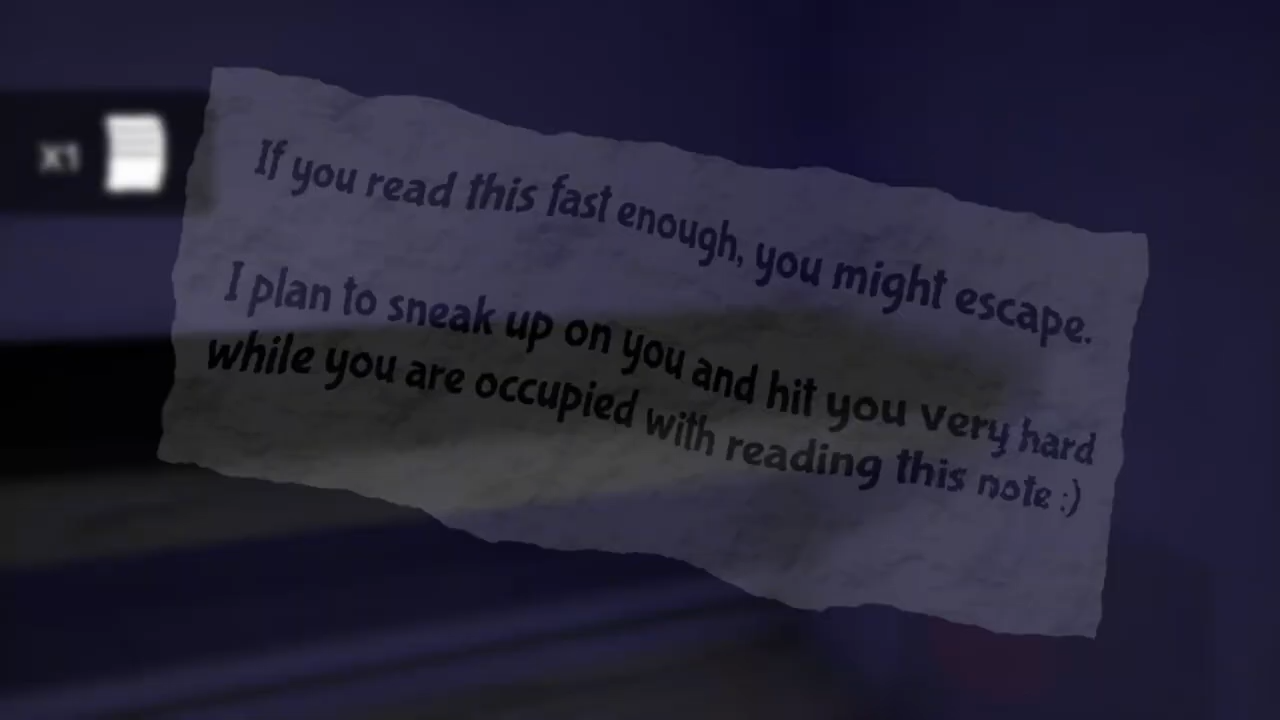 x1
If you read this fast enough, you might escape.
I plan to sneak up on you and hit you very hard
while you are occupied with reading this note :)